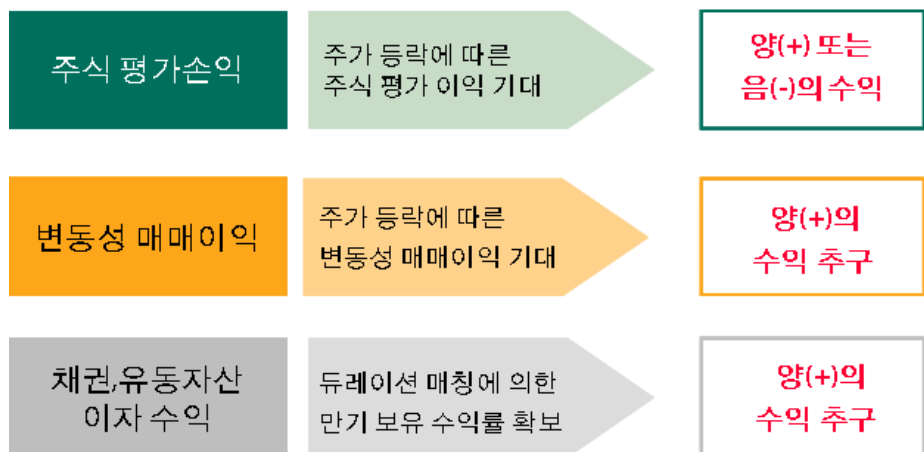 주식 평가손익
주가 등락에 따른
주식 평가 이익 기대
양(+) 또는
음(-)의 수익
변동성 매매이익
주가 등락에 따른
변동성 매매이익 기대
양(+)의
수익 추구
채권,유동자산
이자 수익
듀레이션 매칭에 의한
만기 보유 수익률 확보
양(+)의
수익 추구